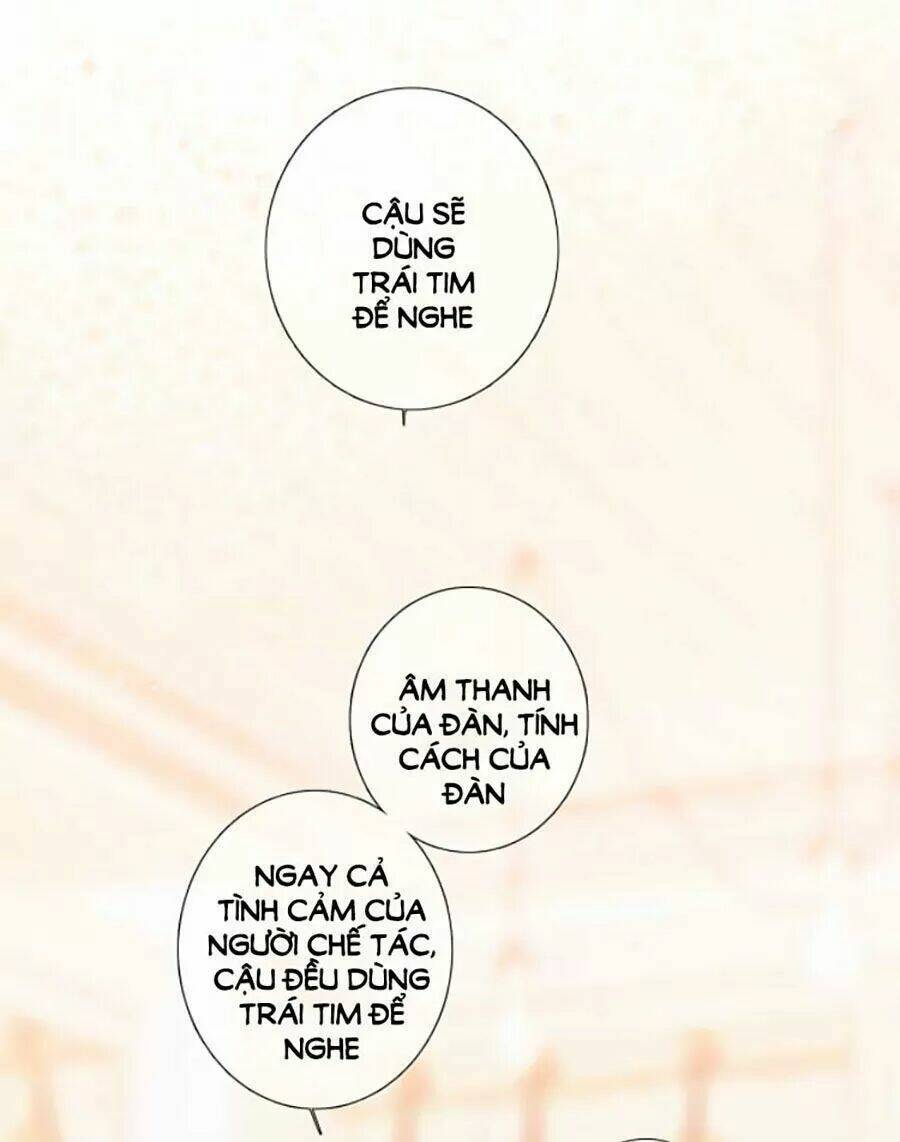 CẬU SẼ
DÙNG
TRÁI TIM
ĐỂ NGHE
ÂM THANH
CỦA ĐÀN, TÍNH
CÁCH CỦA
ĐÀN
NGAY CẢ
TÌNH CẢM CỦA
NGƯỜI CHẾ TÁC,
CẬU ĐỀU DÙNG
TRÁI TIM ĐỂ
NGHE